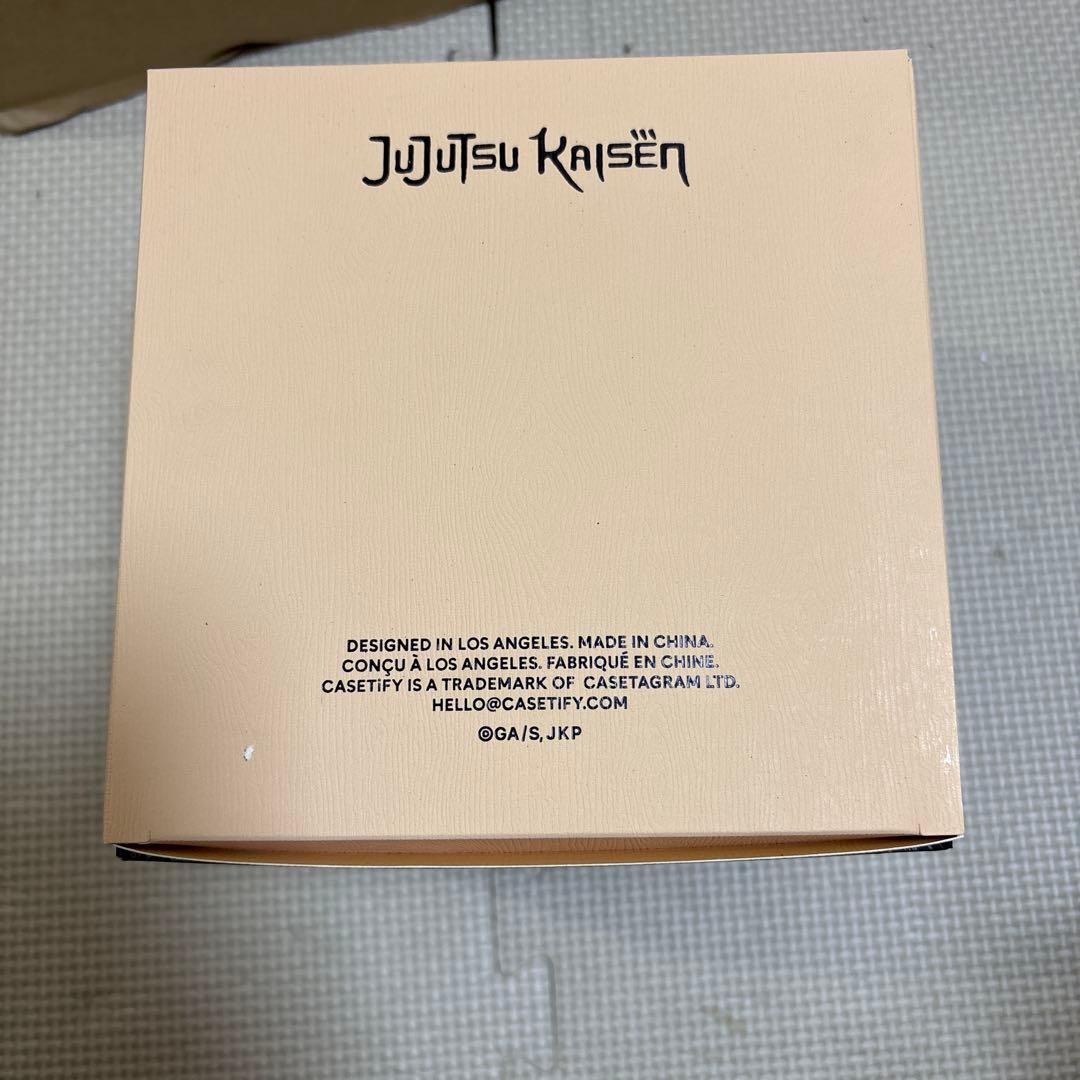 JUJUTSU KAISEN
DESIGNED IN LOS ANGELES. MADE IN CHINA.
CONÇU À LOS ANGELES. FABRIQUÉ EN CHINE.
CASETiFY IS A TRADEMARK OF CASETAGRAM LTD.
HELLO@CASETIFY.COM
©GA/S, JKP